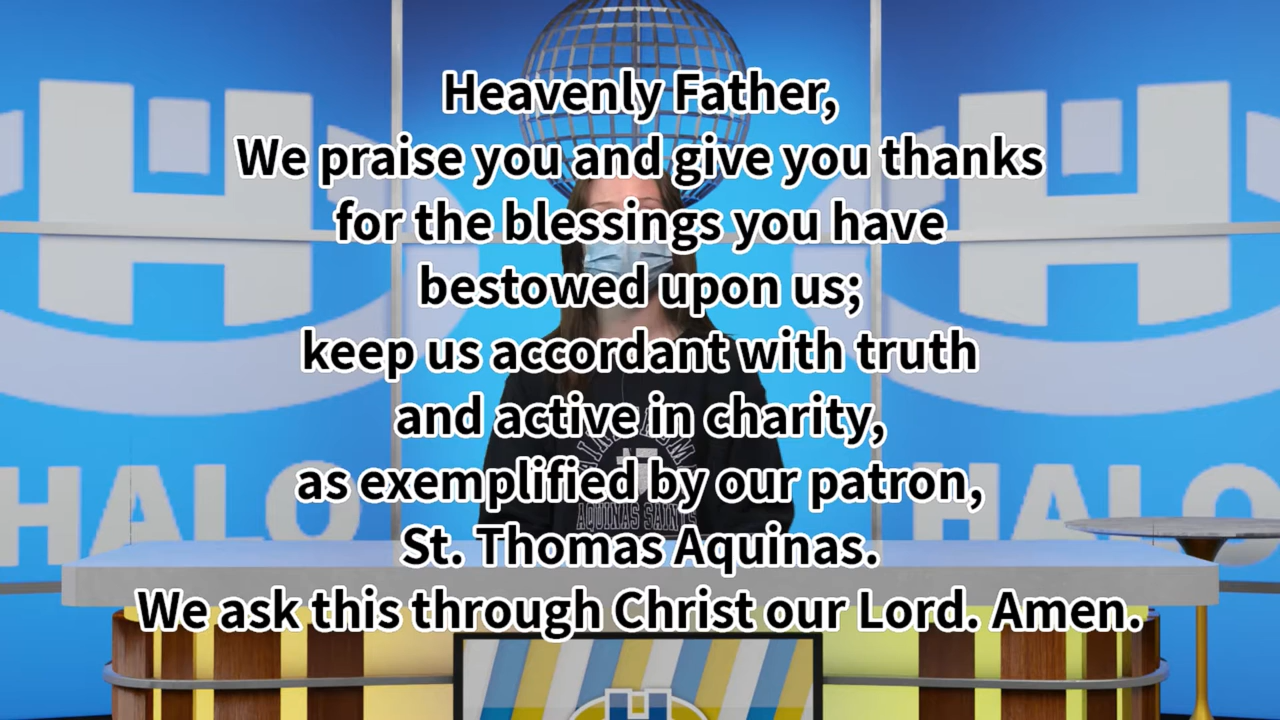 Heavenly Father,
We praise you and give you thanks
for the blessings you have
bestowed upon us;
keep us accordant with truth
and active in charity,
as exemplified by our patron,
St. Thomas Aquinas.
We ask this through Christ our Lord. Amen.
HALO
HALO
AQUINAS SAINTS